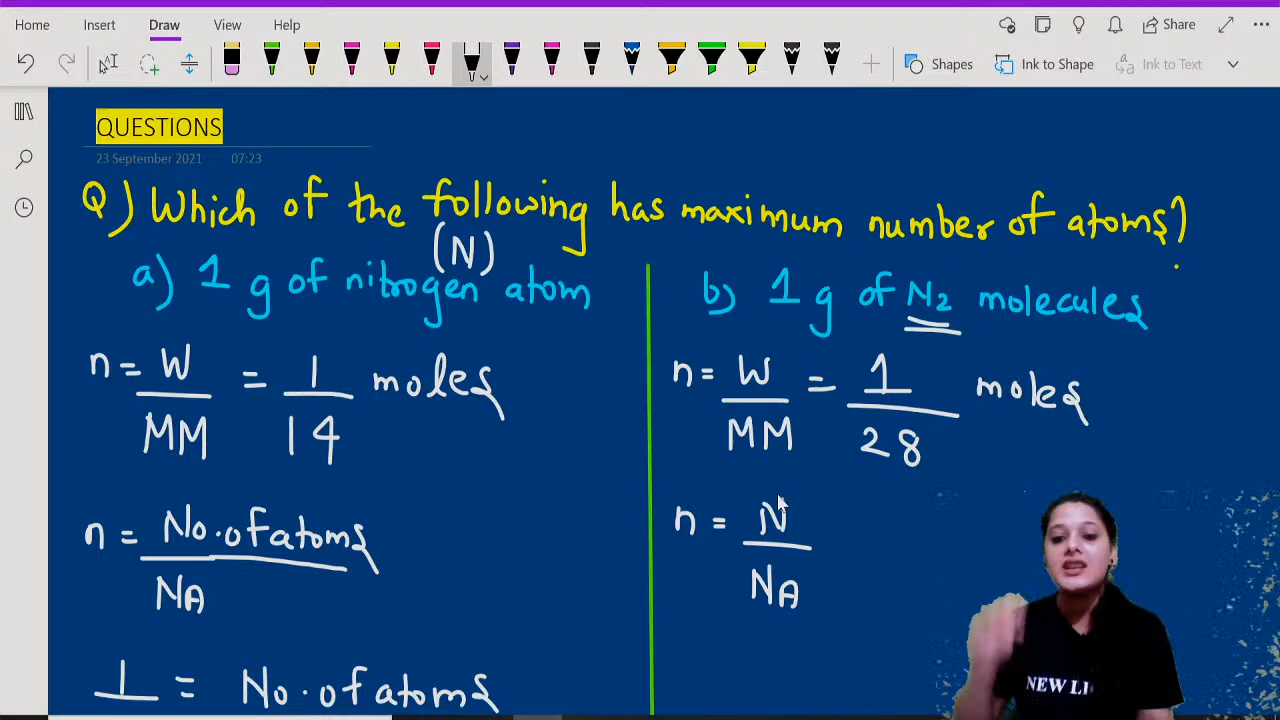 Home Insert Draw View Help Share
Shapes Ink to Shape Ink to Text
QUESTIONS
23 September 2021 07:23
Q) Which of the following has maximum number of atoms?
(N)
a) 1 g of nitrogen atom
n = W / MM = 1 / 14 moles
n = No. of atoms / NA
1 = No. of atoms
b) 1 g of N2 molecules
n = W / MM = 1 / 28 moles
n = N / NA
NEW LI